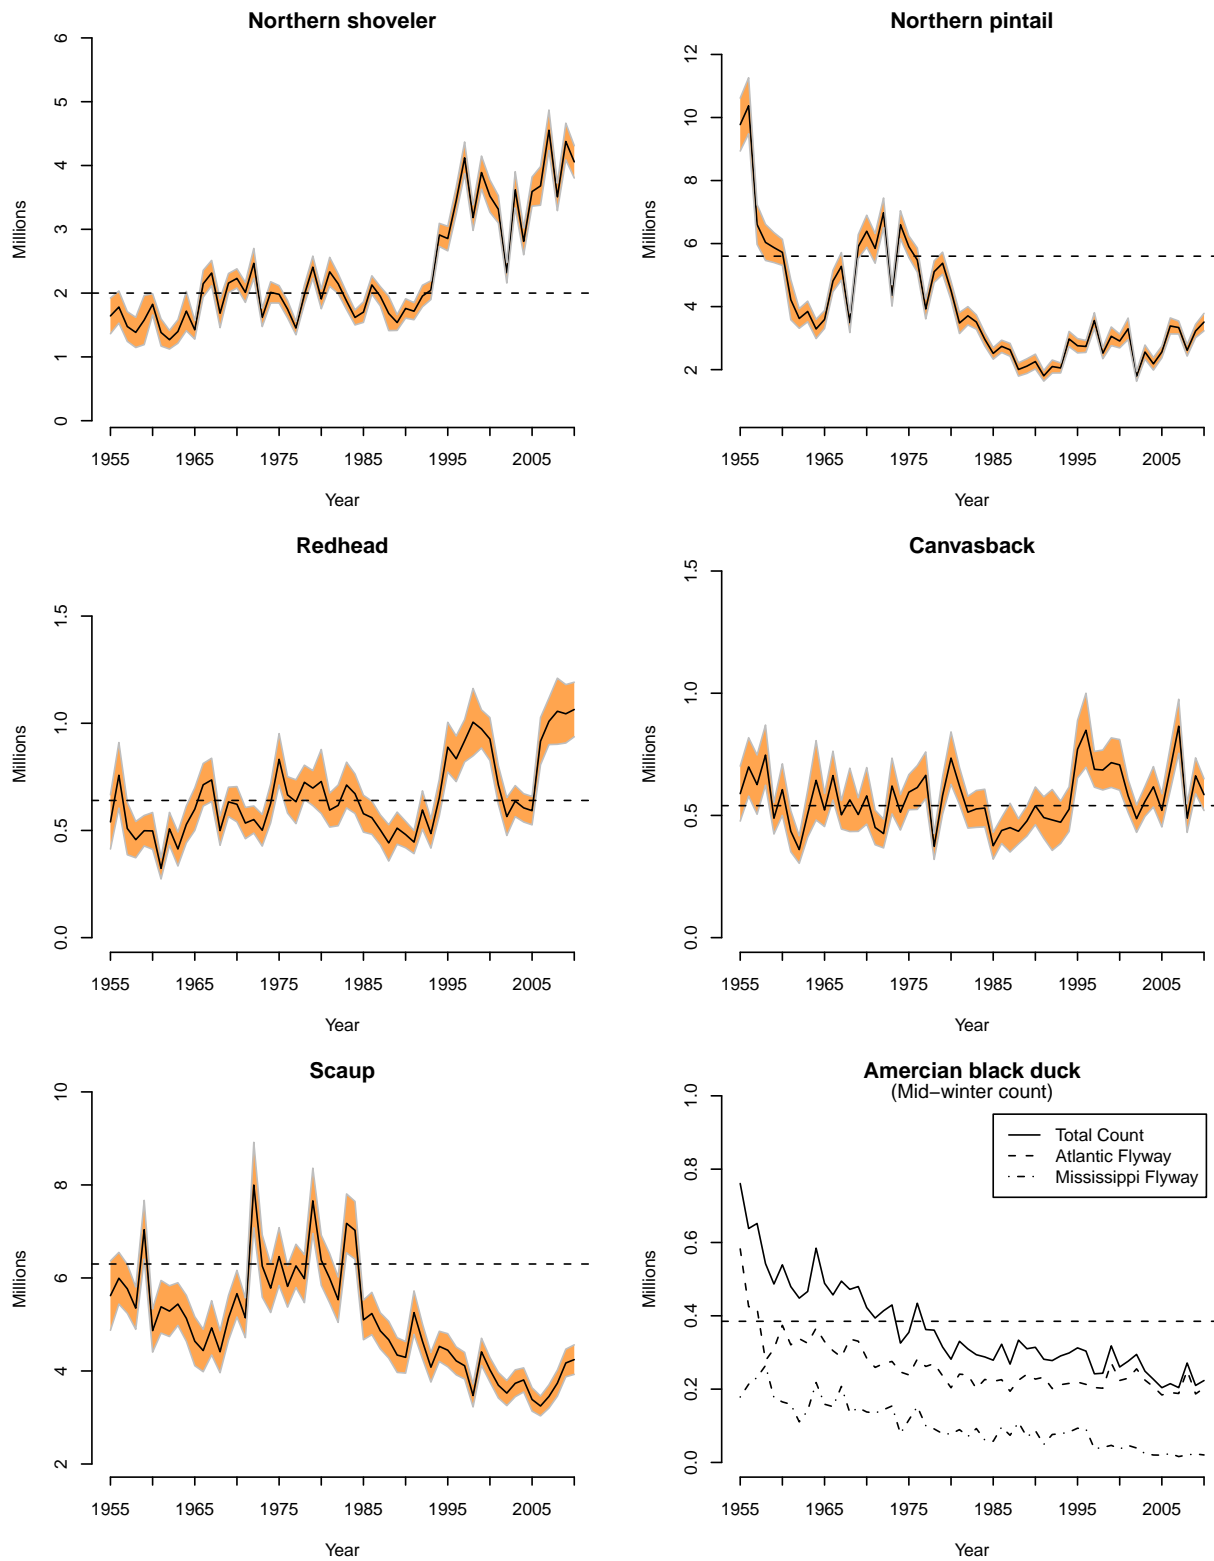 Northern shoveler
Millions
0 1 2 3 4 5 6
1955 1965 1975 1985 1995 2005
Year
Northern pintail
Millions
2 4 6 8 10 12
1955 1965 1975 1985 1995 2005
Year
Redhead
Millions
0.0 0.5 1.0 1.5
1955 1965 1975 1985 1995 2005
Year
Canvasback
Millions
0.0 0.5 1.0 1.5
1955 1965 1975 1985 1995 2005
Year
Scaup
Millions
2 4 6 8 10
1955 1965 1975 1985 1995 2005
Year
Amercian black duck
(Mid−winter count)
Total Count
Atlantic Flyway
Mississippi Flyway
Millions
0.0 0.2 0.4 0.6 0.8 1.0
1955 1965 1975 1985 1995 2005
Year